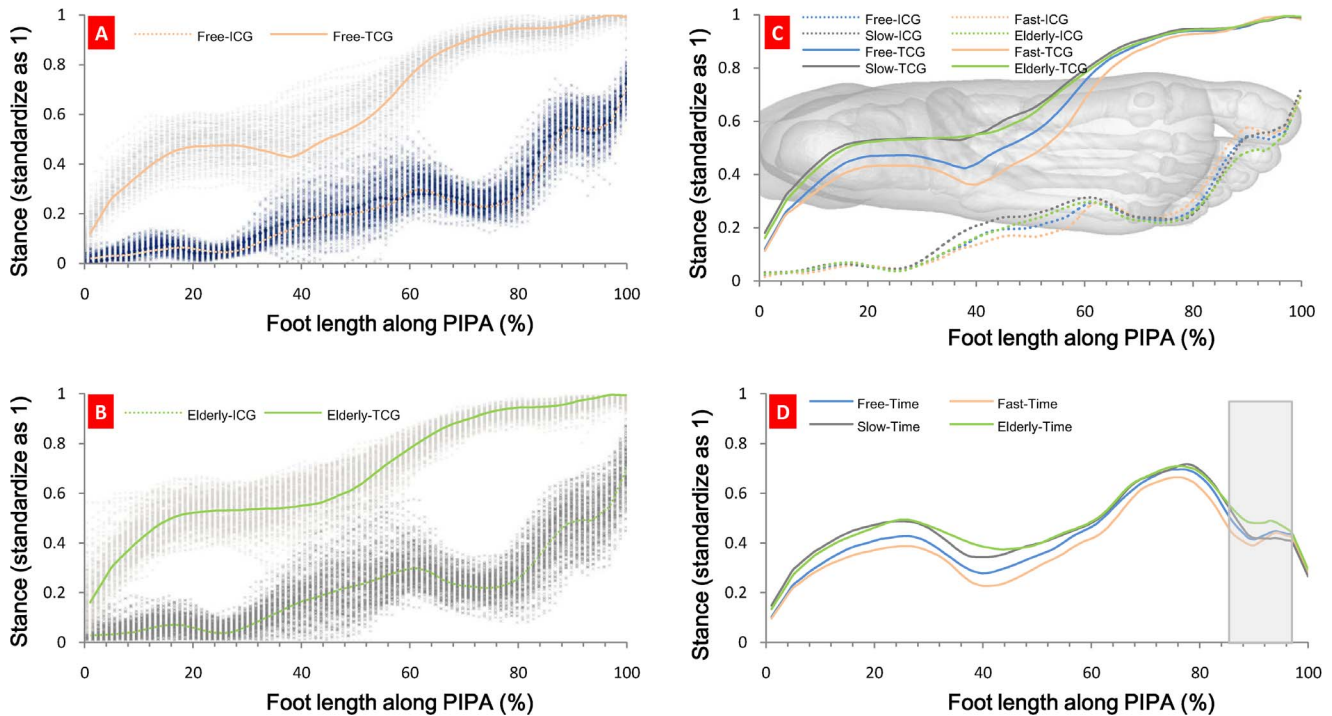 A
Free-ICG Free-TCG
Stance (standardize as 1)
1
0.8
0.6
0.4
0.2
0
0 20 40 60 80 100
Foot length along PIPA (%)
C
Free-ICG Fast-ICG
Slow-ICG Elderly-ICG
Free-TCG Fast-TCG
Slow-TCG Elderly-TCG
Stance (standardize as 1)
1
0.8
0.6
0.4
0.2
0
0 20 40 60 80 100
Foot length along PIPA (%)
B
Elderly-ICG Elderly-TCG
Stance (standardize as 1)
1
0.8
0.6
0.4
0.2
0
0 20 40 60 80 100
Foot length along PIPA (%)
D
Free-Time Fast-Time
Slow-Time Elderly-Time
Stance (standardize as 1)
1
0.8
0.6
0.4
0.2
0
0 20 40 60 80 100
Foot length along PIPA (%)